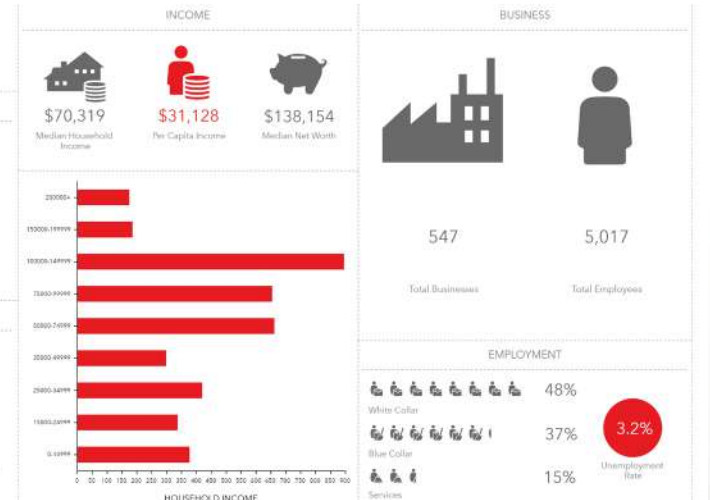 INCOME
$70,319
Median Household
Income
$31,128
Per Capita Income
$138,154
Median Net Worth
200000+
150000-199999
100000-149999
75000-99999
50000-74999
35000-49999
25000-34999
15000-24999
0-14999
0 50 100 150 200 250 300 350 400 450 500 550 600 650 700 750 800 850 900
HOUSEHOLD INCOME
BUSINESS
547
Total Businesses
5,017
Total Employees
EMPLOYMENT
48%
White Collar
37%
Blue Collar
15%
Services
3.2%
Unemployment
Rate